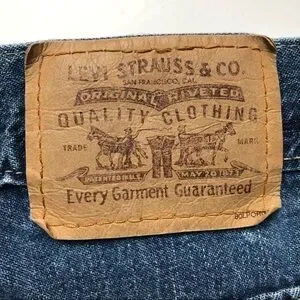 LEVI STRAUSS & CO.
SAN FRANCISCO, CAL.
ORIGINAL RIVETED
QUALITY CLOTHING
TRADE MARK
PATENTED IN U.S. MAY 20 1873
Every Garment Guaranteed